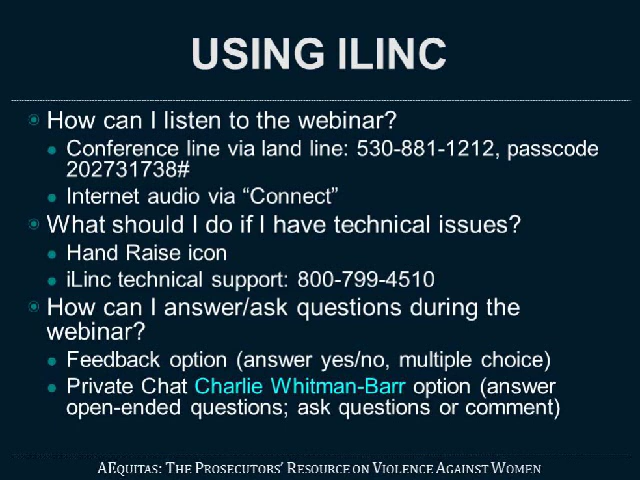 USING ILINC
How can I listen to the webinar?
Conference line via land line: 530-881-1212, passcode
202731738#
Internet audio via “Connect”
What should I do if I have technical issues?
Hand Raise icon
iLinc technical support: 800-799-4510
How can I answer/ask questions during the
webinar?
Feedback option (answer yes/no, multiple choice)
Private Chat Charlie Whitman-Barr option (answer
open-ended questions; ask questions or comment)
AEQUITAS: THE PROSECUTORS’ RESOURCE ON VIOLENCE AGAINST WOMEN